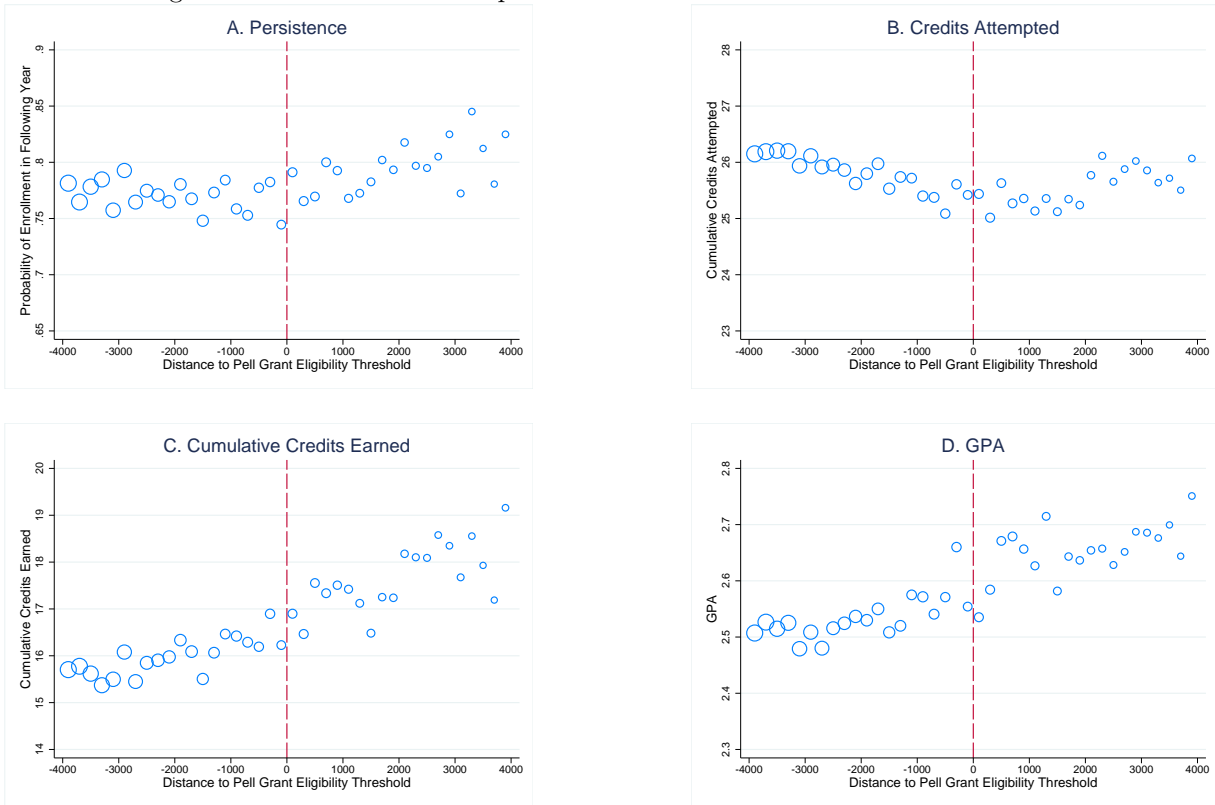 A. Persistence
Probability of Enrollment in Following Year
.9
.85
.8
.75
.7
.65
-4000 -3000 -2000 -1000 0 1000 2000 3000 4000
Distance to Pell Grant Eligibility Threshold
B. Credits Attempted
Cumulative Credits Attempted
28
27
26
25
24
23
-4000 -3000 -2000 -1000 0 1000 2000 3000 4000
Distance to Pell Grant Eligibility Threshold
C. Cumulative Credits Earned
Cumulative Credits Earned
20
19
18
17
16
15
14
-4000 -3000 -2000 -1000 0 1000 2000 3000 4000
Distance to Pell Grant Eligibility Threshold
D. GPA
GPA
2.8
2.7
2.6
2.5
2.4
2.3
-4000 -3000 -2000 -1000 0 1000 2000 3000 4000
Distance to Pell Grant Eligibility Threshold